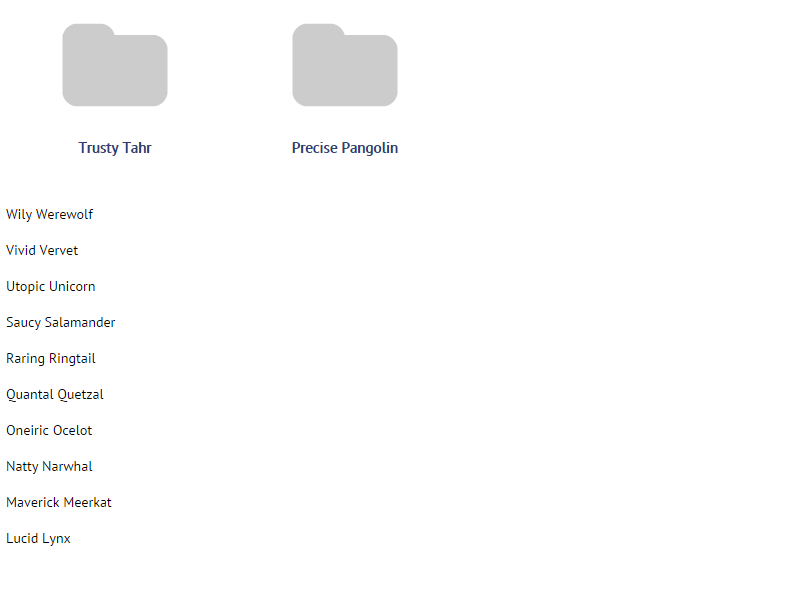 Trusty Tahr
Precise Pangolin
Wily Werewolf
Vivid Vervet
Utopic Unicorn
Saucy Salamander
Raring Ringtail
Quantal Quetzal
Oneiric Ocelot
Natty Narwhal
Maverick Meerkat
Lucid Lynx